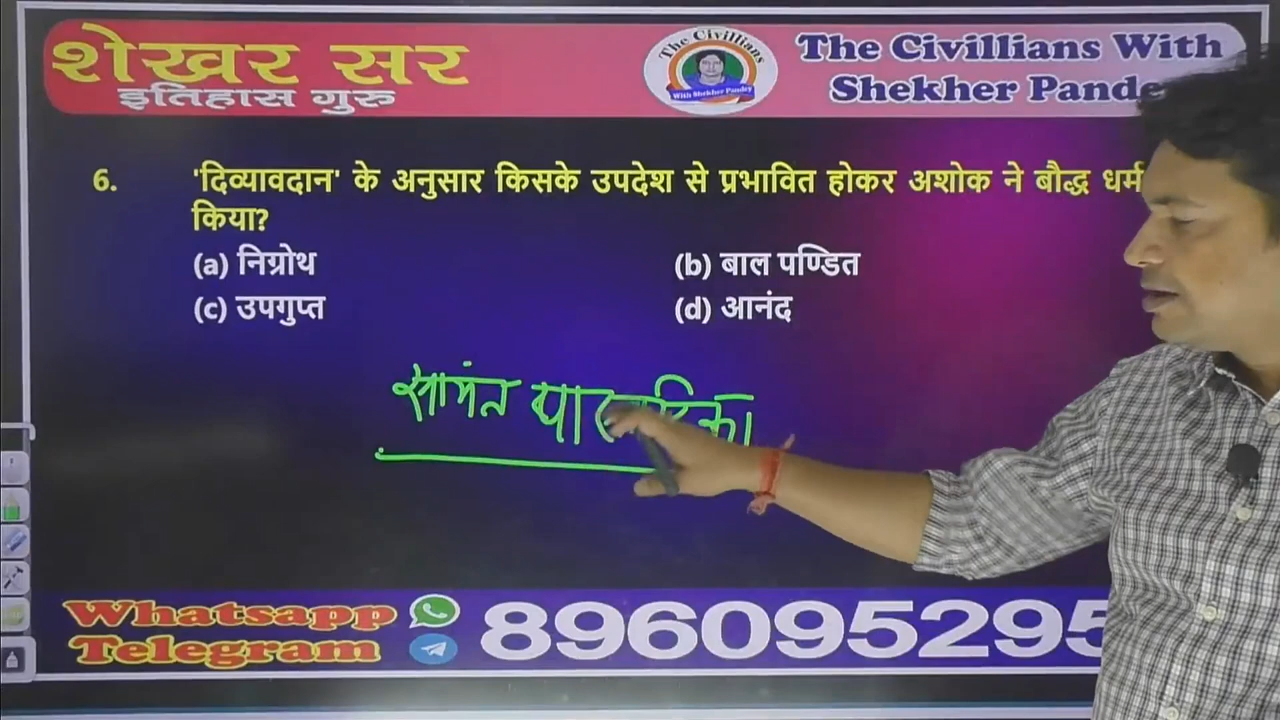 शेखर सर
इतिहास गुरु
The Civillians
With Shekher Pandey
The Civillians With
Shekher Pande
6. 'दिव्यावदान' के अनुसार किसके उपदेश से प्रभावित होकर अशोक ने बौद्ध धर्म
किया?
(a) निग्रोथ
(b) बाल पण्डित
(c) उपगुप्त
(d) आनंद
सामंत
Whatsapp
Telegram
896095295